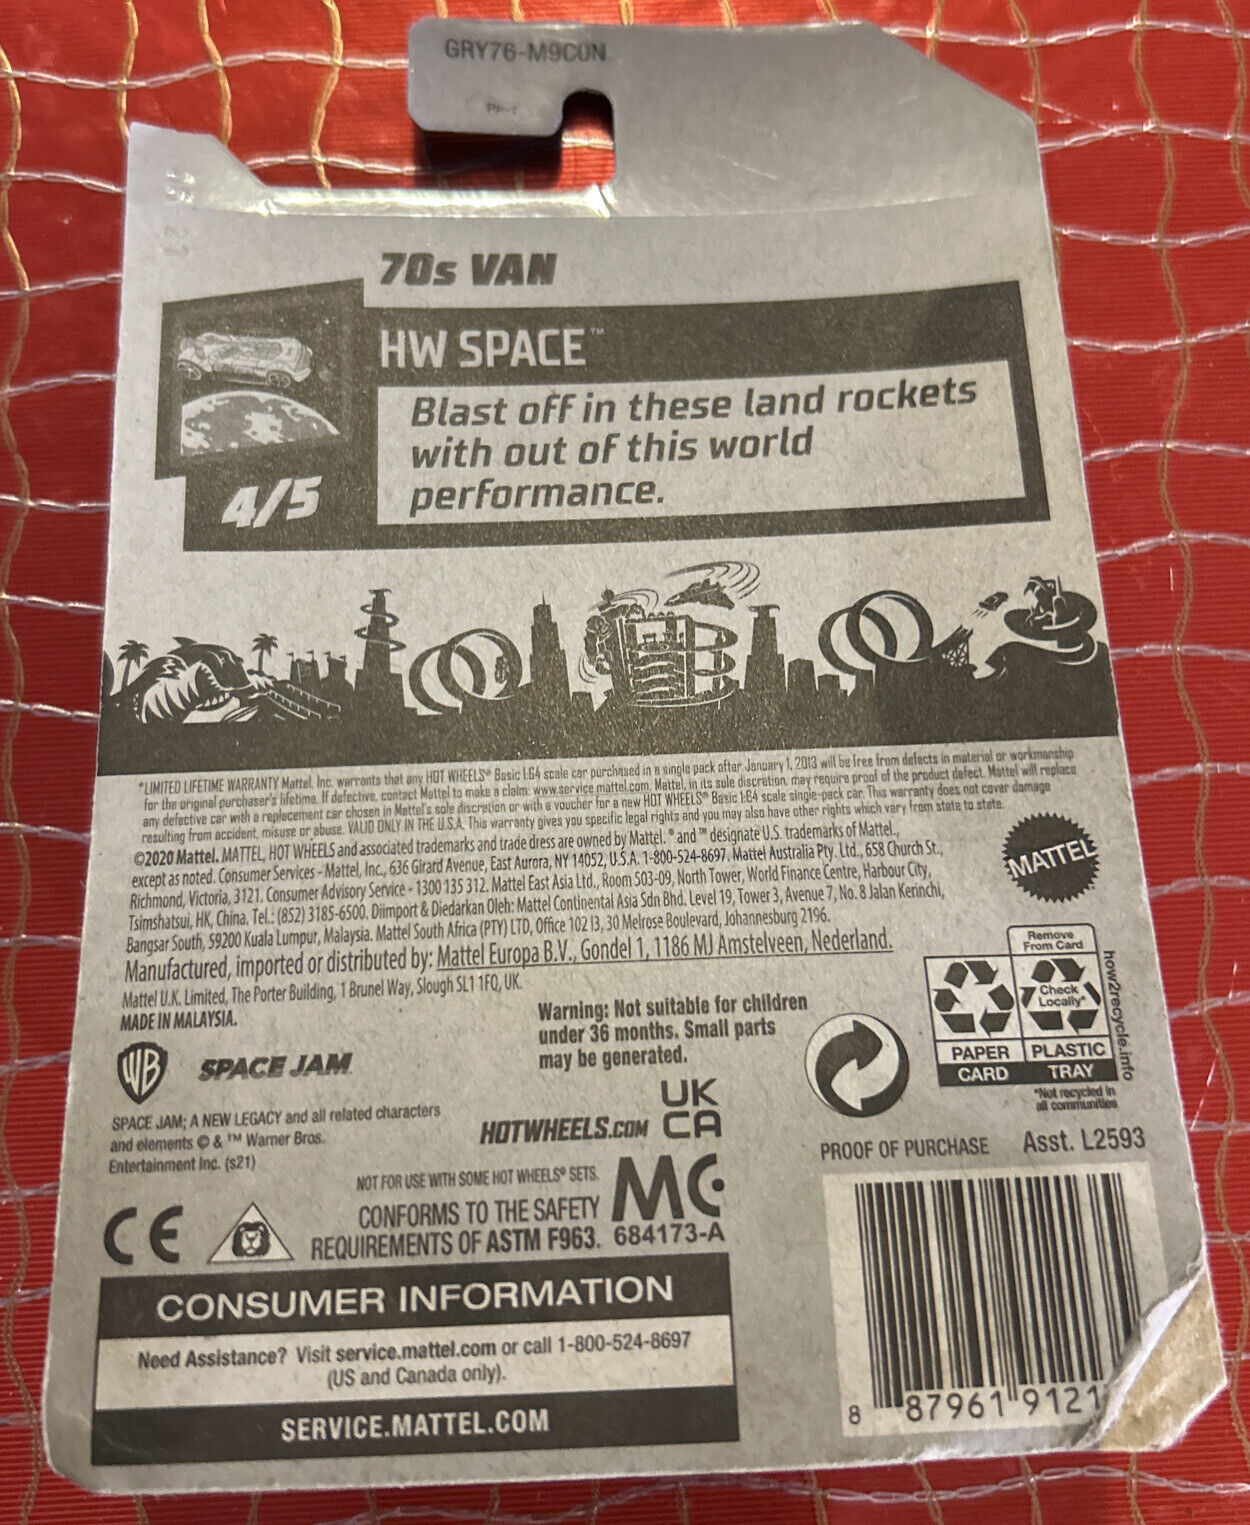 GRY76-M9C0N
70s VAN
HW SPACE™
Blast off in these land rockets
with out of this world
performance.
4/5
*LIMITED LIFETIME WARRANTY Mattel, Inc. warrants that any HOT WHEELS® Basic 1:64 scale car purchased in a single pack after January 1, 2013 will be free from defects in material or workmanship
for the original purchaser's lifetime. If defective, contact Mattel to make a claim: www.service.mattel.com. Mattel, in its sole discretion, may require proof of the product defect. Mattel will replace
any defective car with a replacement car chosen in Mattel's sole discretion or with a voucher for a new HOT WHEELS® Basic 1:64 scale single-pack car. This warranty does not cover damage
resulting from accident, misuse or abuse. VALID ONLY IN THE U.S.A. This warranty gives you specific legal rights and you may also have other rights which vary from state to state.
©2020 Mattel. MATTEL, HOT WHEELS and associated trademarks and trade dress are owned by Mattel. ® and ™ designate U.S. trademarks of Mattel.,
except as noted. Consumer Services - Mattel, Inc., 636 Girard Avenue, East Aurora, NY 14052, U.S.A. 1-800-524-8697. Mattel Australia Pty. Ltd., 658 Church St.,
Richmond, Victoria, 3121. Consumer Advisory Service - 1300 135 312. Mattel East Asia Ltd., Room 503-09, North Tower, World Finance Centre, Harbour City,
Tsimshatsui, HK, China. Tel.: (852) 3185-6500. Diimport & Diedarkan Oleh: Mattel Continental Asia Sdn Bhd. Level 19, Tower 3, Avenue 7, No. 8 Jalan Kerinchi,
Bangsar South, 59200 Kuala Lumpur, Malaysia. Mattel South Africa (PTY) LTD, Office 102 I3, 30 Melrose Boulevard, Johannesburg 2196.
Manufactured, imported or distributed by: Mattel Europa B.V., Gondel 1, 1186 MJ Amstelveen, Nederland.
Mattel U.K. Limited, The Porter Building, 1 Brunel Way, Slough SL1 1FQ, UK.
MADE IN MALAYSIA.
MATTEL
Remove
From Card
Check
Locally*
PAPER
PLASTIC
CARD
TRAY
how2recycle.info
*Not recycled in
all communities
Warning: Not suitable for children
under 36 months. Small parts
may be generated.
WB
SPACE JAM
SPACE JAM; A NEW LEGACY and all related characters
and elements © & ™ Warner Bros.
Entertainment Inc. (s21)
HOTWHEELS.COM
UK
CA
PROOF OF PURCHASE
Asst. L2593
NOT FOR USE WITH SOME HOT WHEELS® SETS.
CONFORMS TO THE SAFETY
REQUIREMENTS OF ASTM F963.
MC
684173-A
CE
CONSUMER INFORMATION
Need Assistance? Visit service.mattel.com or call 1-800-524-8697
(US and Canada only).
SERVICE.MATTEL.COM
8 87961 9121